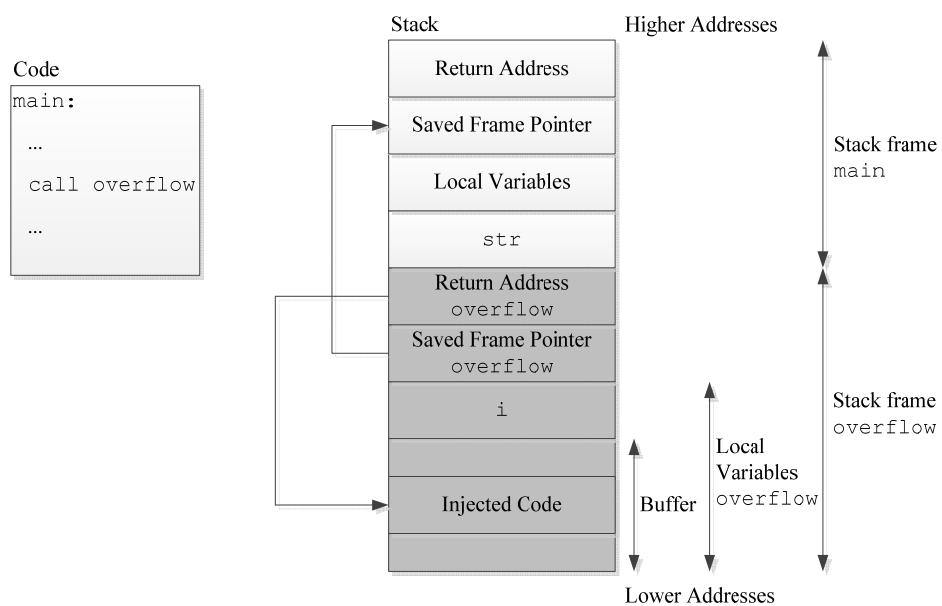 Stack
Higher Addresses
Code
main:
...
call overflow
...
Return Address
Saved Frame Pointer
Local Variables
str
Return Address
overflow
Saved Frame Pointer
overflow
i
Injected Code
Buffer
Local
Variables
overflow
Stack frame
main
Stack frame
overflow
Lower Addresses